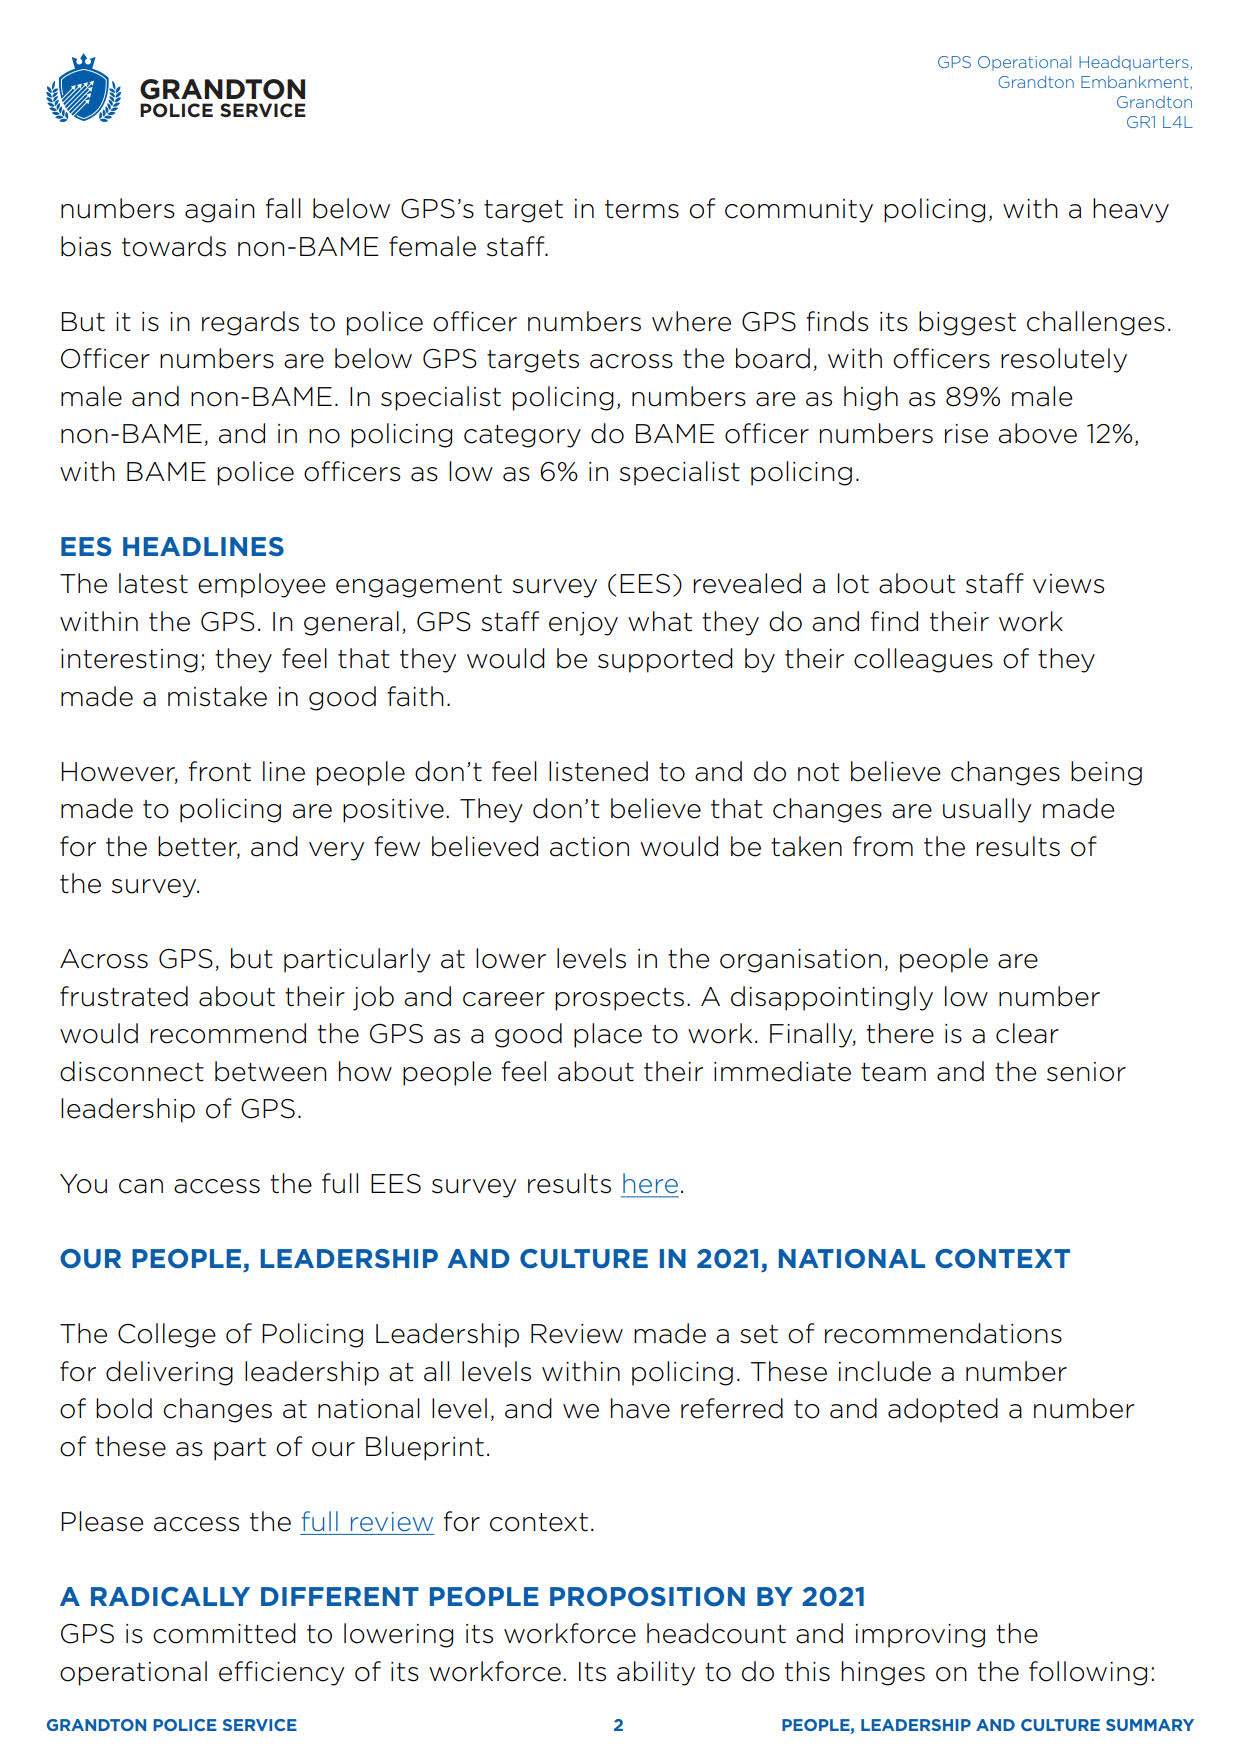 GRANDTON
POLICE SERVICE
GPS Operational Headquarters,
Grandton Embankment,
Grandton
GR1 L4L
numbers again fall below GPS’s target in terms of community policing, with a heavy
bias towards non-BAME female staff.
But it is in regards to police officer numbers where GPS finds its biggest challenges.
Officer numbers are below GPS targets across the board, with officers resolutely
male and non-BAME. In specialist policing, numbers are as high as 89% male
non-BAME, and in no policing category do BAME officer numbers rise above 12%,
with BAME police officers as low as 6% in specialist policing.
EES HEADLINES
The latest employee engagement survey (EES) revealed a lot about staff views
within the GPS. In general, GPS staff enjoy what they do and find their work
interesting; they feel that they would be supported by their colleagues of they
made a mistake in good faith.
However, front line people don’t feel listened to and do not believe changes being
made to policing are positive. They don’t believe that changes are usually made
for the better, and very few believed action would be taken from the results of
the survey.
Across GPS, but particularly at lower levels in the organisation, people are
frustrated about their job and career prospects. A disappointingly low number
would recommend the GPS as a good place to work. Finally, there is a clear
disconnect between how people feel about their immediate team and the senior
leadership of GPS.
You can access the full EES survey results here.
OUR PEOPLE, LEADERSHIP AND CULTURE IN 2021, NATIONAL CONTEXT
The College of Policing Leadership Review made a set of recommendations
for delivering leadership at all levels within policing. These include a number
of bold changes at national level, and we have referred to and adopted a number
of these as part of our Blueprint.
Please access the full review for context.
A RADICALLY DIFFERENT PEOPLE PROPOSITION BY 2021
GPS is committed to lowering its workforce headcount and improving the
operational efficiency of its workforce. Its ability to do this hinges on the following:
GRANDTON POLICE SERVICE
2
PEOPLE, LEADERSHIP AND CULTURE SUMMARY